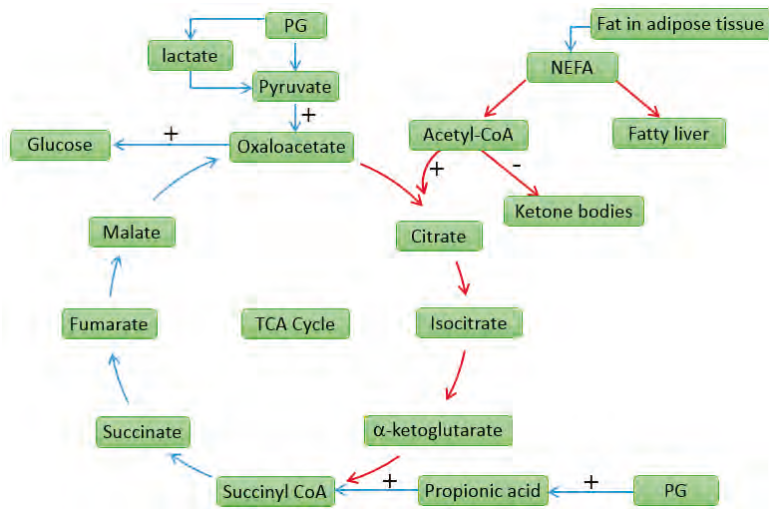 PG
Fat in adipose tissue
lactate
NEFA
Pyruvate
+
Glucose
+
Oxaloacetate
Acetyl-CoA
Fatty liver
+
-
Ketone bodies
Malate
Citrate
Fumarate
TCA Cycle
Isocitrate
Succinate
α-ketoglutarate
Succinyl CoA
+
Propionic acid
+
PG